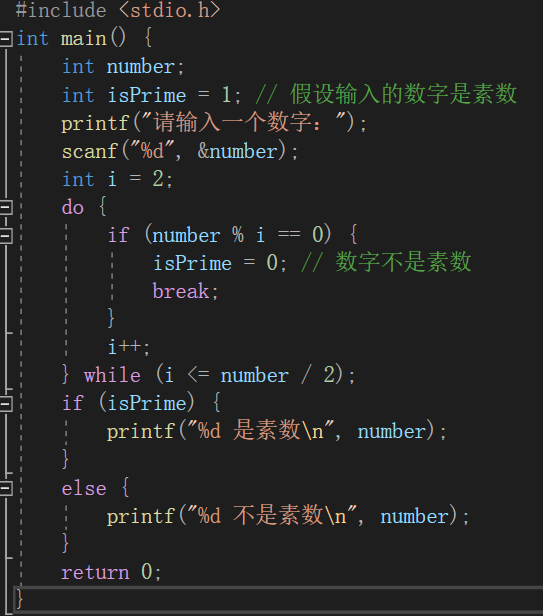 #include <stdio.h>
int main() {
    int number;
    int isPrime = 1; // 假设输入的数字是素数
    printf("请输入一个数字: ");
    scanf("%d", &number);
    int i = 2;
    do {
        if (number % i == 0) {
            isPrime = 0; // 数字不是素数
            break;
        }
        i++;
    } while (i <= number / 2);
    if (isPrime) {
        printf("%d 是素数\n", number);
    }
    else {
        printf("%d 不是素数\n", number);
    }
    return 0;
}